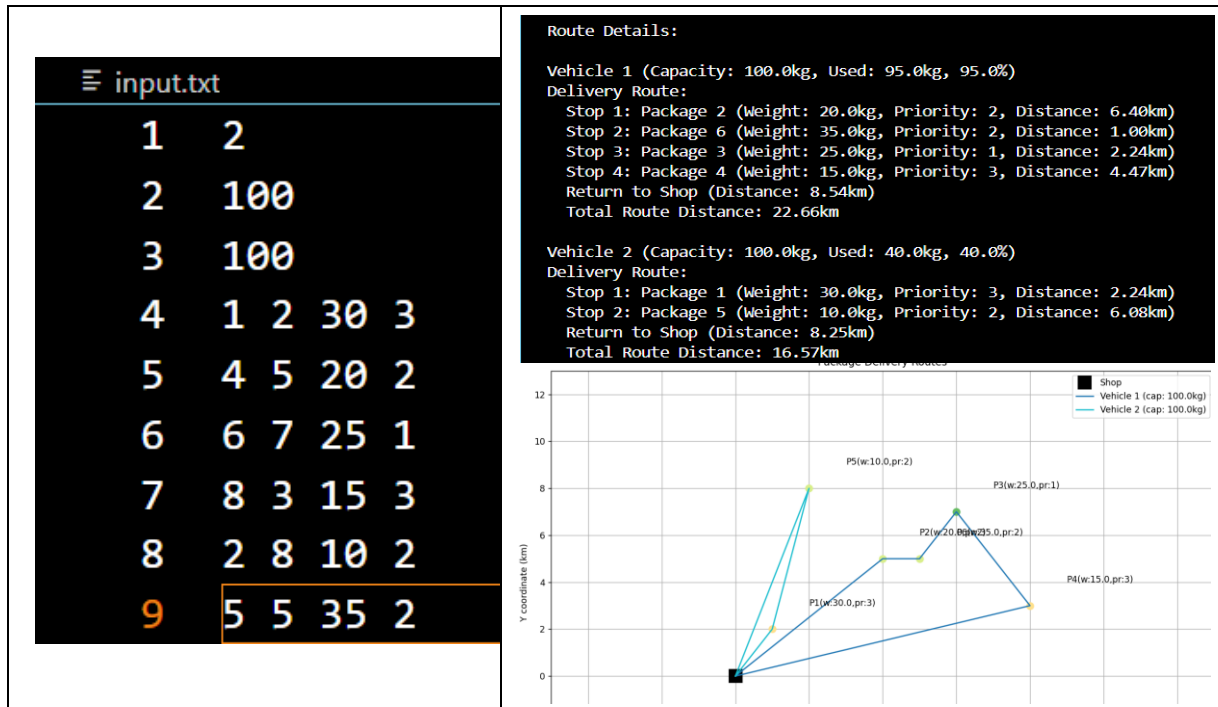 input.txt
1 2
2 100
3 100
4 1 2 30 3
5 4 5 20 2
6 6 7 25 1
7 8 3 15 3
8 2 8 10 2
9 5 5 35 2
Route Details:
Vehicle 1 (Capacity: 100.0kg, Used: 95.0kg, 95.0%)
Delivery Route:
Stop 1: Package 2 (Weight: 20.0kg, Priority: 2, Distance: 6.40km)
Stop 2: Package 6 (Weight: 35.0kg, Priority: 2, Distance: 1.00km)
Stop 3: Package 3 (Weight: 25.0kg, Priority: 1, Distance: 2.24km)
Stop 4: Package 4 (Weight: 15.0kg, Priority: 3, Distance: 4.47km)
Return to Shop (Distance: 8.54km)
Total Route Distance: 22.66km
Vehicle 2 (Capacity: 100.0kg, Used: 40.0kg, 40.0%)
Delivery Route:
Stop 1: Package 1 (Weight: 30.0kg, Priority: 3, Distance: 2.24km)
Stop 2: Package 5 (Weight: 10.0kg, Priority: 2, Distance: 6.08km)
Return to Shop (Distance: 8.25km)
Total Route Distance: 16.57km
Package Delivery Routes
Shop
Vehicle 1 (cap: 100.0kg)
Vehicle 2 (cap: 100.0kg)
12
10
8
6
4
2
0
Y coordinate (km)
P5(w:10.0,pr:2)
P3(w:25.0,pr:1)
P4(w:15.0,pr:3)
P1(w:30.0,pr:3)